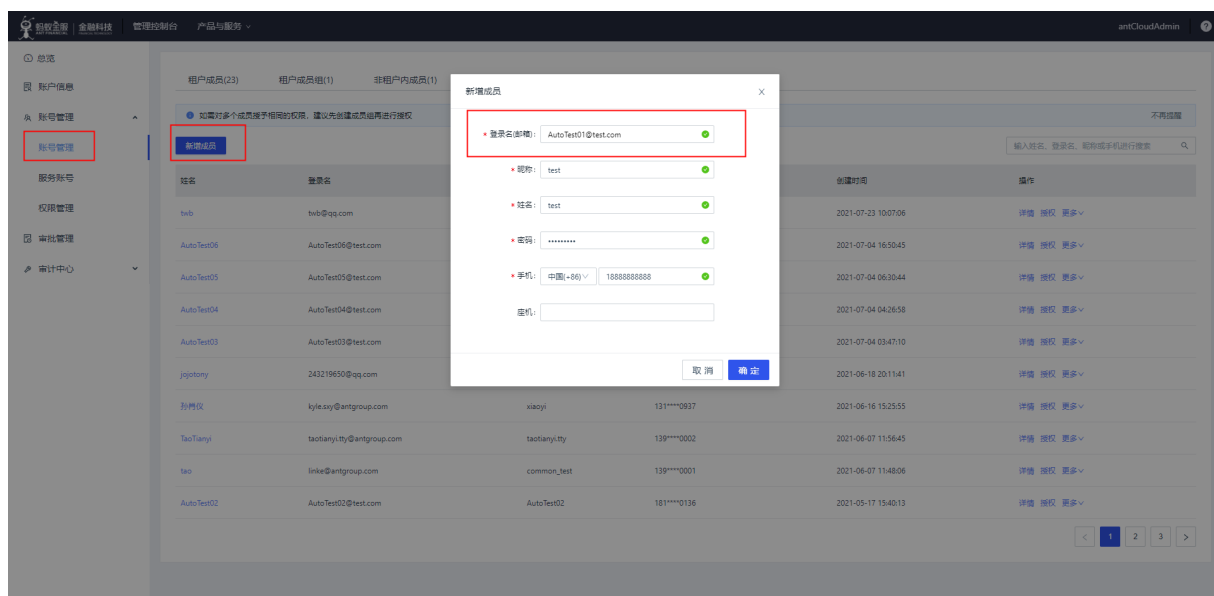 蚂蚁金服 金融科技 管理控制台 产品与服务 antCloudAdmin
ANT FINANCIAL
总览
账户信息
账号管理
账号管理
服务账号
权限管理
审批管理
审计中心
租户成员(23) 租户成员组(1) 非租户内成员(1)
如需对多个成员授予相同的权限，建议先创建成员组再进行授权 不再提醒
新增成员 输入姓名、登录名、昵称或手机进行搜索
姓名 登录名 创建时间 操作
twb twb@qq.com 2021-07-23 10:07:06 详情 授权 更多
AutoTest06 AutoTest06@test.com 2021-07-04 16:50:45 详情 授权 更多
AutoTest05 AutoTest05@test.com 2021-07-04 06:30:44 详情 授权 更多
AutoTest04 AutoTest04@test.com 2021-07-04 04:26:58 详情 授权 更多
AutoTest03 AutoTest03@test.com 2021-07-04 03:47:10 详情 授权 更多
jojotony 243219650@qq.com 2021-06-18 20:11:41 详情 授权 更多
kyle.sxy@antgroup.com xiaoyi 131****0937 2021-06-16 15:25:55 详情 授权 更多
TaoTianyi taotianyi.tty@antgroup.com taotianyi.tty 139****0002 2021-06-07 11:56:45 详情 授权 更多
tao linke@antgroup.com common_test 139****0001 2021-06-07 11:48:06 详情 授权 更多
AutoTest02 AutoTest02@test.com AutoTest02 181****0136 2021-05-17 15:40:13 详情 授权 更多
< 1 2 3 >
新增成员 ×
* 登录名(邮箱): AutoTest01@test.com
* 昵称: test
* 姓名: test
* 密码: •••••••••
* 手机: 中国(+86) 18888888888
座机:
取 消 确 定